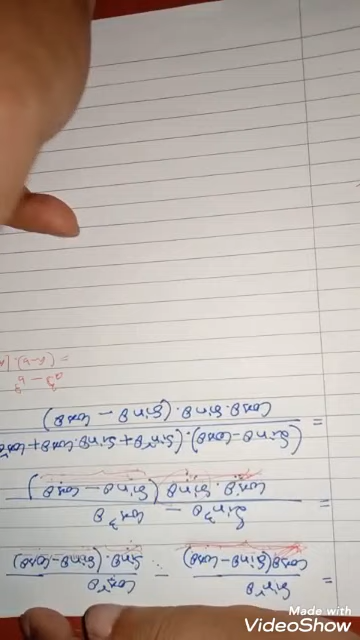 = Sin²θ / Cosθ(Sinθ-Cosθ) - Cos²θ / Sinθ.(Sinθ-Cosθ)
= Sin³θ - Cos³θ / Cosθ.Sinθ(Sinθ-Cosθ)
= (Sinθ-Cosθ).(Sin²θ+Sinθ.Cosθ+Cos²θ / Cosθ.Sinθ.(Sinθ-Cosθ)
a³-b³
= (a-b).
Made with
VideoShow